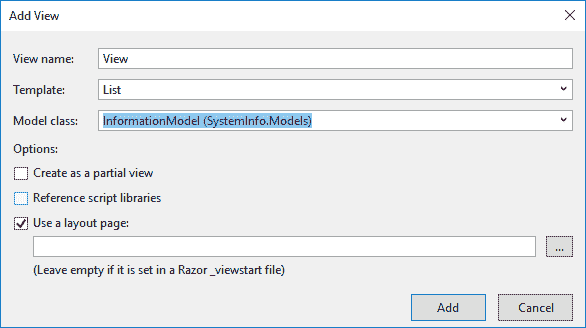 Add View
View name: View
Template: List
Model class: InformationModel (SystemInfo.Models)
Options:
Create as a partial view
Reference script libraries
Use a layout page:
...
(Leave empty if it is set in a Razor _viewstart file)
Add Cancel